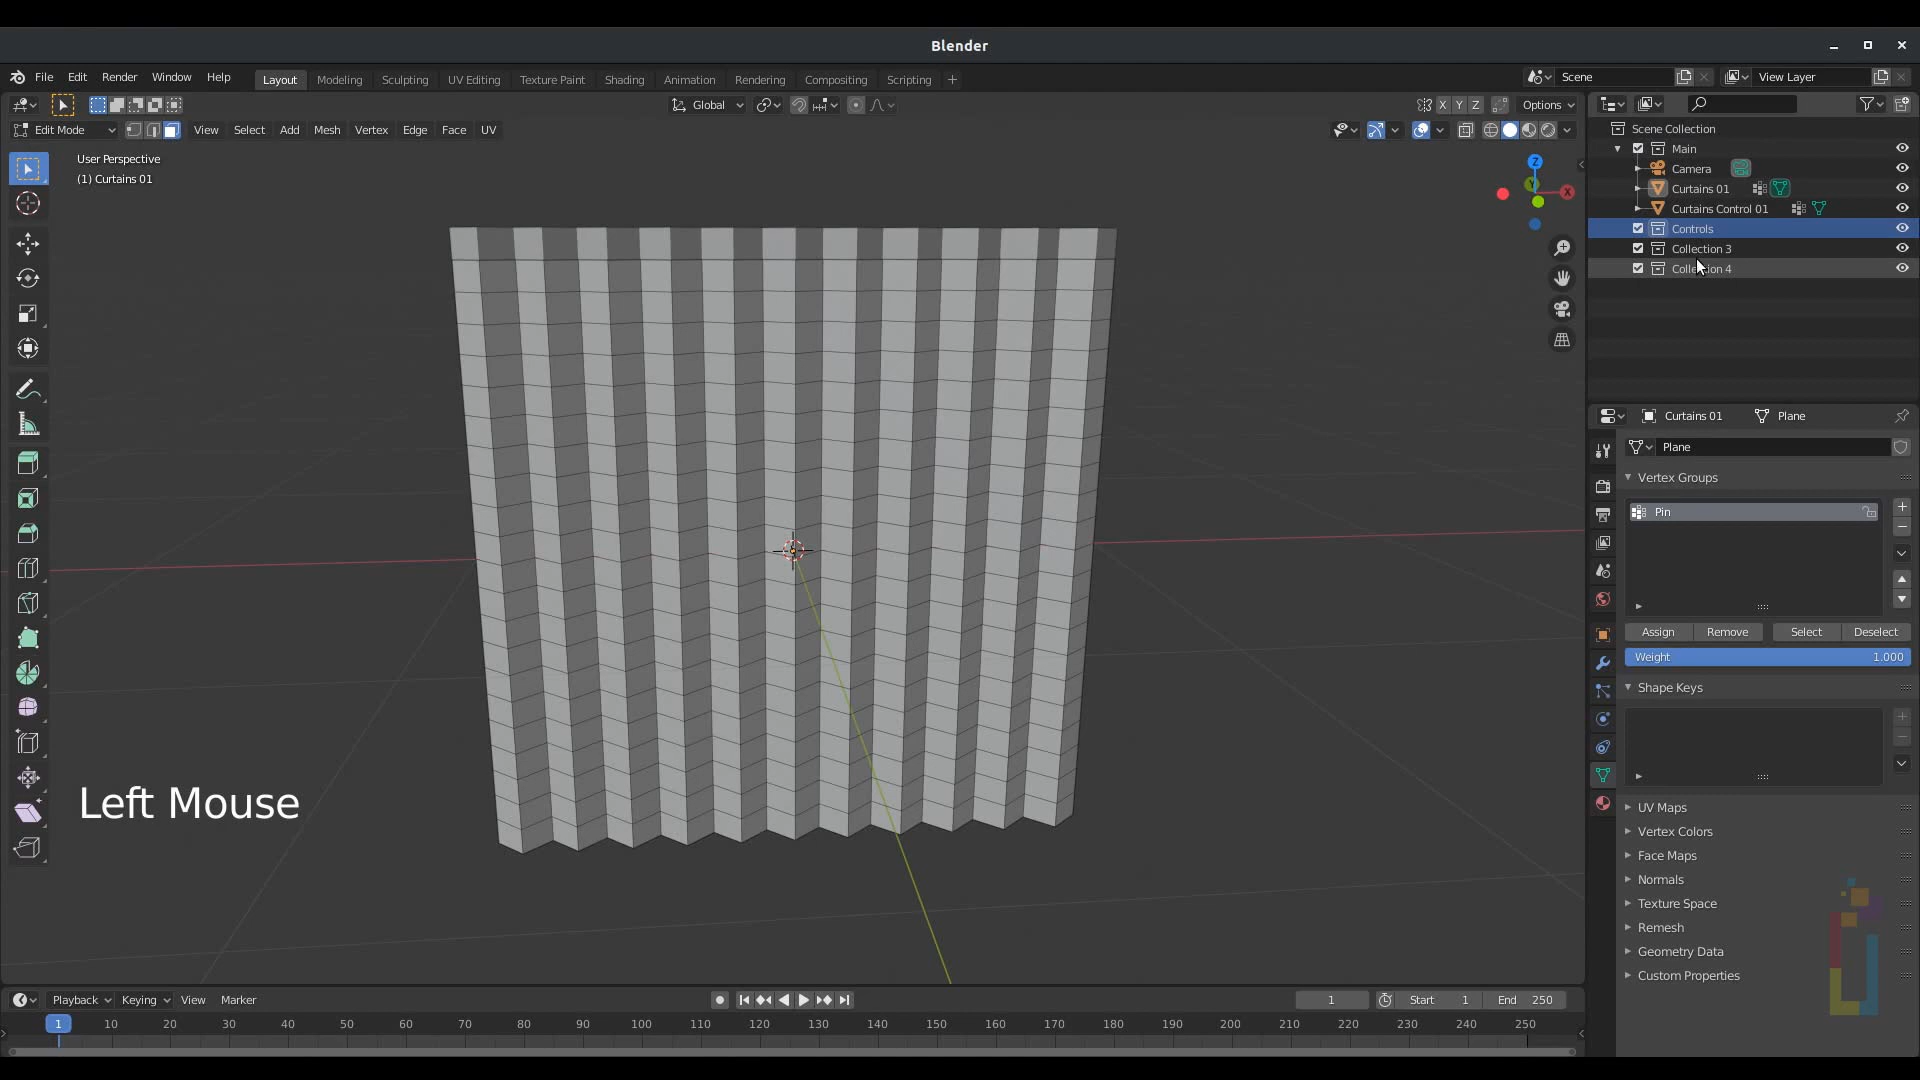 Blender
File Edit Render Window Help Layout Modeling Sculpting UV Editing Texture Paint Shading Animation Rendering Compositing Scripting + Scene View Layer
Global X Y Z Options
Edit Mode View Select Add Mesh Vertex Edge Face UV
User Perspective
(1) Curtains 01
Z
Y
X
Left Mouse
Scene Collection
Main
Camera
Curtains 01
Curtains Control 01
Controls
Collection 3
Collection 4
Curtains 01 Plane
Plane
Vertex Groups
Pin
Assign Remove Select Deselect
Weight 1.000
Shape Keys
UV Maps
Vertex Colors
Face Maps
Normals
Texture Space
Remesh
Geometry Data
Custom Properties
Playback Keying View Marker 1 Start 1 End 250
1 10 20 30 40 50 60 70 80 90 100 110 120 130 140 150 160 170 180 190 200 210 220 230 240 250